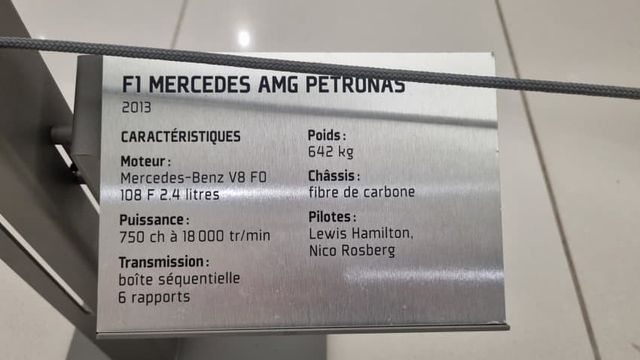 F1 MERCEDES AMG PETRONAS
2013
CARACTÉRISTIQUES
Moteur :
Mercedes-Benz V8 FO
108 F 2.4 litres
Puissance :
750 ch à 18 000 tr/min
Transmission :
boîte séquentielle
6 rapports
Poids :
642 kg
Châssis :
fibre de carbone
Pilotes :
Lewis Hamilton,
Nico Rosberg